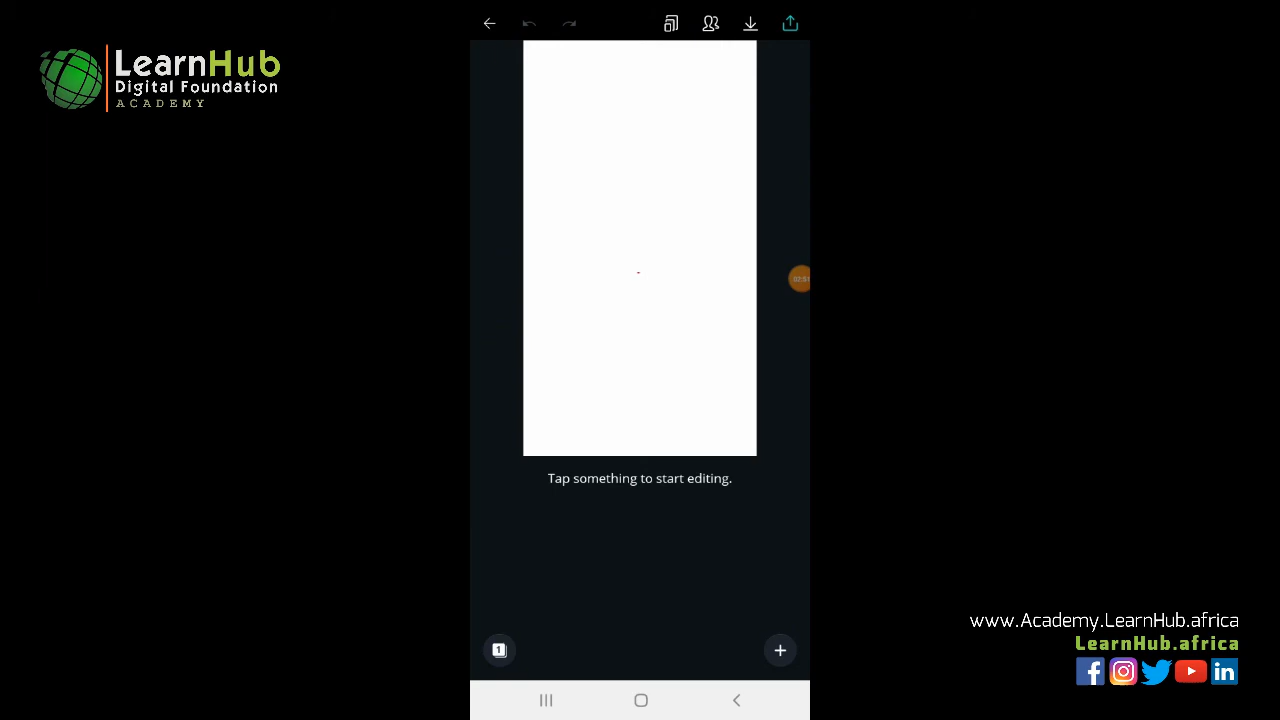 LearnHub
Digital Foundation
ACADEMY
Tap something to start editing.
1
www.Academy.LearnHub.africa
LearnHub.africa